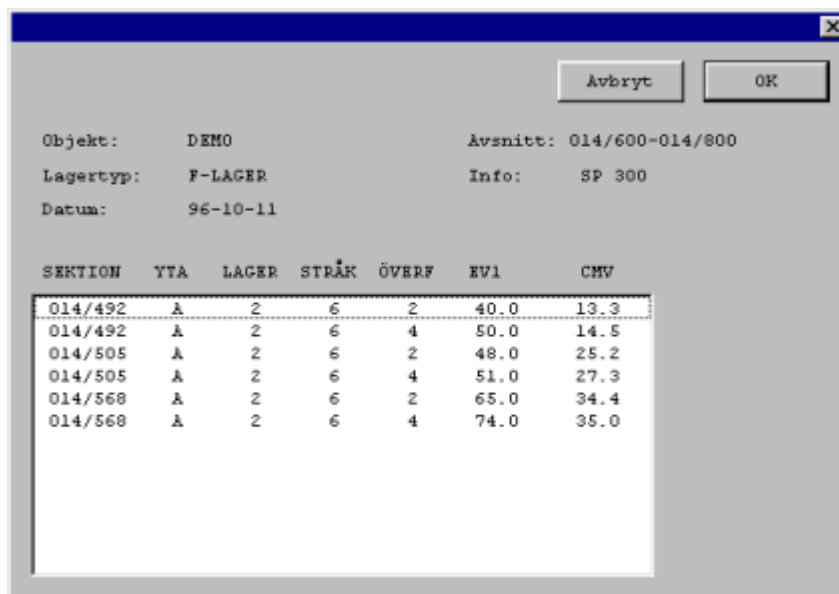 Avbryt OK
Objekt: DEMO Avsnitt: 014/600-014/800
Lagertyp: F-LAGER Info: SP 300
Datum: 96-10-11
SEKTION YTA LAGER STRÅK ÖVERF EV1 CMV
014/492 A 2 6 2 40.0 13.3
014/492 A 2 6 4 50.0 14.5
014/505 A 2 6 2 48.0 25.2
014/505 A 2 6 4 51.0 27.3
014/568 A 2 6 2 65.0 34.4
014/568 A 2 6 4 74.0 35.0